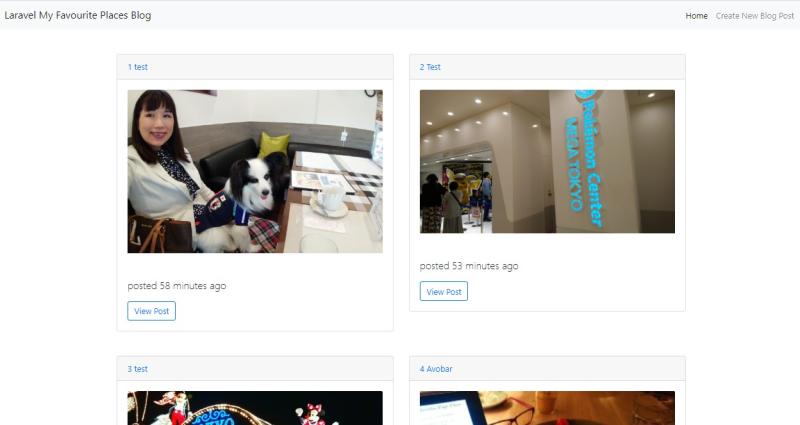 Laravel My Favourite Places Blog
Home Create New Blog Post
1 test
2 Test
Pokémon Center
MEGA TOKYO
posted 58 minutes ago
View Post
posted 53 minutes ago
View Post
3 test
4 Avobar